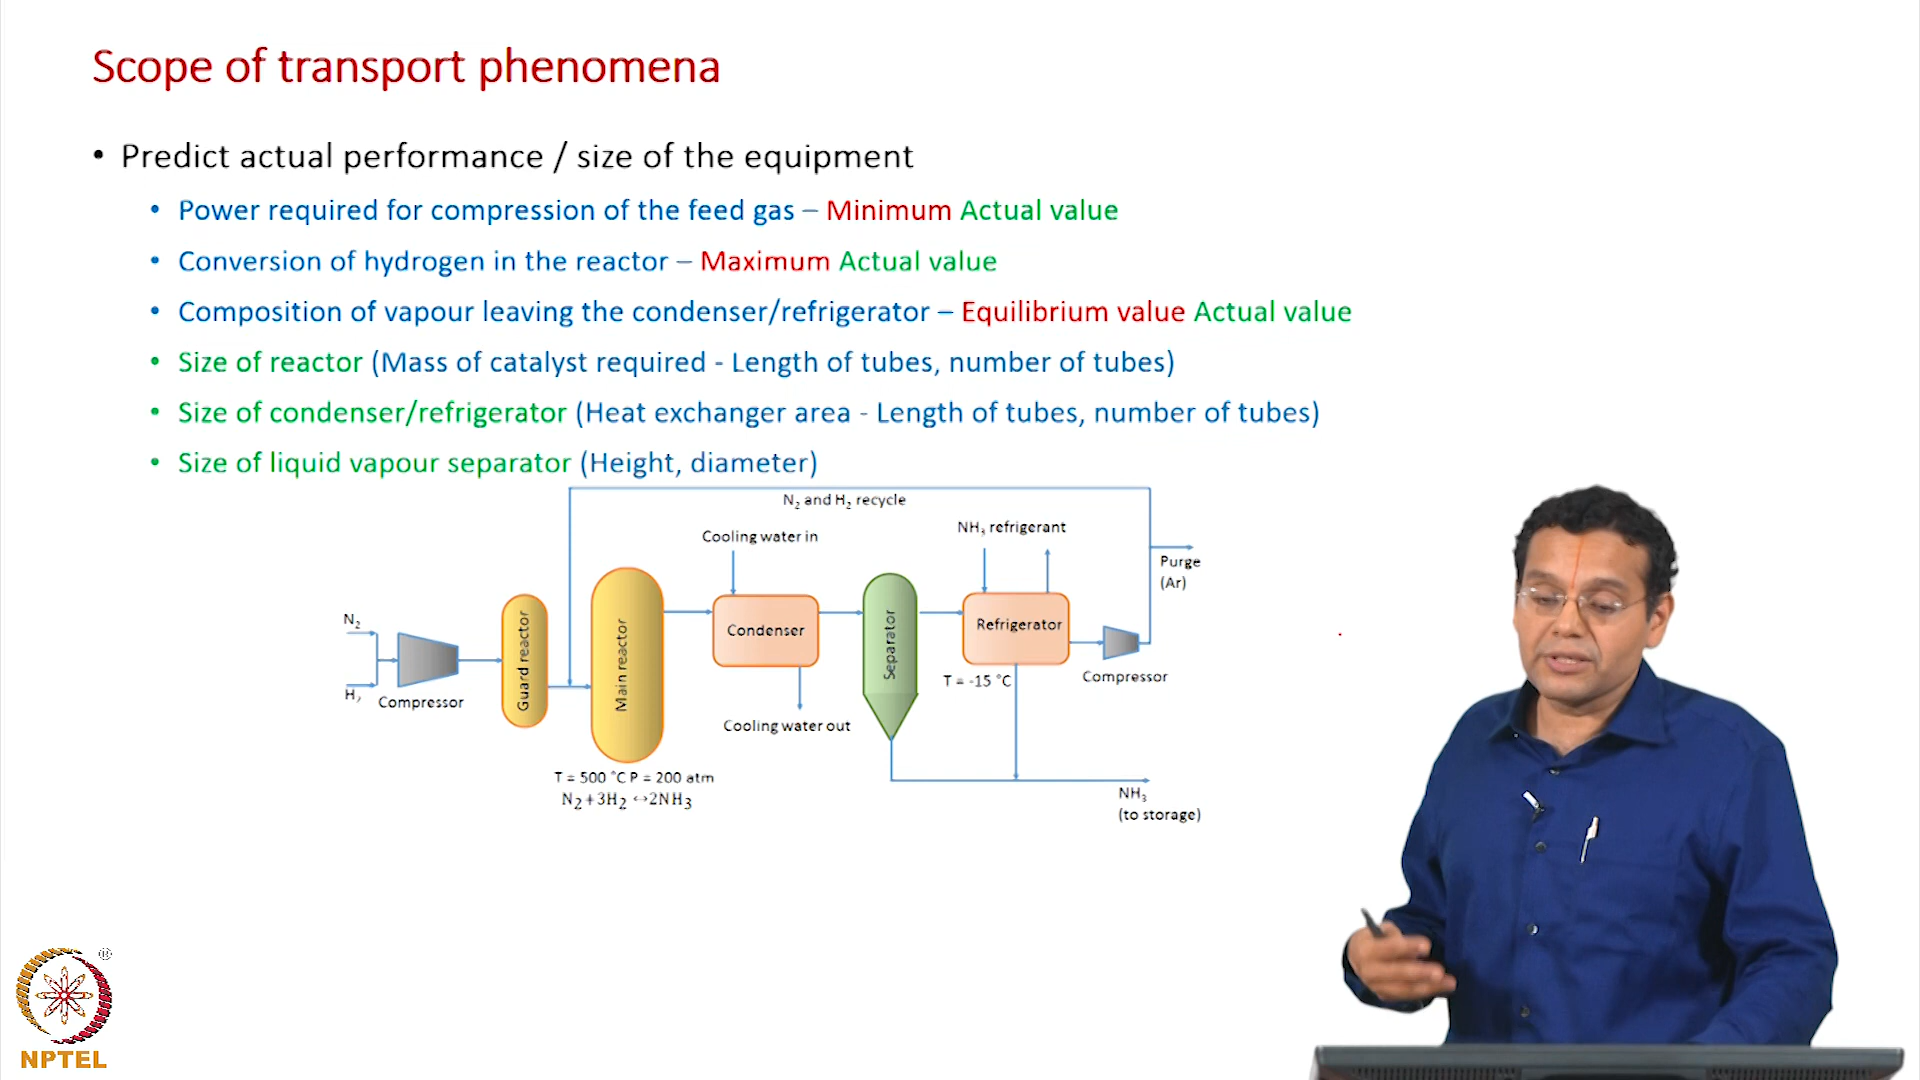 Scope of transport phenomena
• Predict actual performance / size of the equipment
• Power required for compression of the feed gas – Minimum Actual value
• Conversion of hydrogen in the reactor – Maximum Actual value
• Composition of vapour leaving the condenser/refrigerator – Equilibrium value Actual value
• Size of reactor (Mass of catalyst required - Length of tubes, number of tubes)
• Size of condenser/refrigerator (Heat exchanger area - Length of tubes, number of tubes)
• Size of liquid vapour separator (Height, diameter)
N₂ and H₂ recycle
Cooling water in
NH₃ refrigerant
Purge
(Ar)
N₂
H₂
Compressor
Guard reactor
Main reactor
Condenser
Separator
Refrigerator
T = -15 °C
Compressor
Cooling water out
T = 500 °C P = 200 atm
N₂+3H₂ ↔2NH₃
NH₃
(to storage)
®
NPTEL